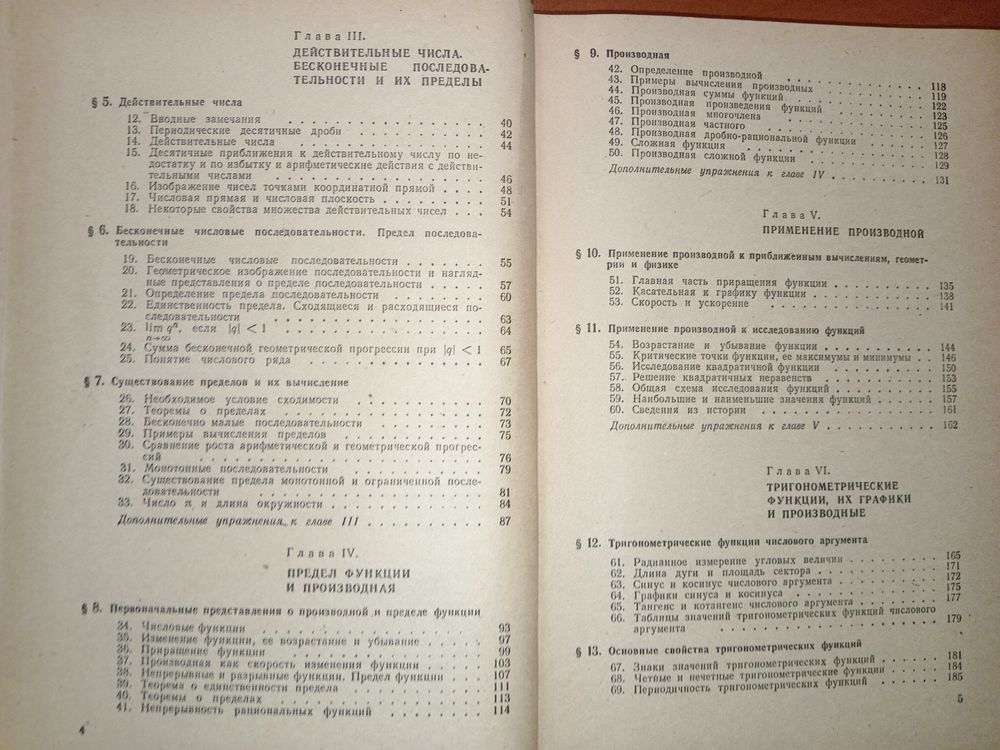 Глава III.
ДЕЙСТВИТЕЛЬНЫЕ ЧИСЛА.
БЕСКОНЕЧНЫЕ ПОСЛЕДОВА-
ТЕЛЬНОСТИ И ИХ ПРЕДЕЛЫ
§ 5. Действительные числа
12. Вводные замечания . . . . . . . . . . . . . . 40
13. Периодические десятичные дроби . . . . . . . . . . 42
14. Действительные числа . . . . . . . . . . . . . 44
15. Десятичные приближения к действительному числу по не-
достатку и по избытку и арифметические действия с действи-
тельными числами . . . . . . . . . . . . . . 46
16. Изображение чисел точками координатной прямой . . . . 48
17. Числовая прямая и числовая плоскость . . . . . . . . 51
18. Некоторые свойства множества действительных чисел . . . 54
§ 6. Бесконечные числовые последовательности. Предел последова-
тельности
19. Бесконечные числовые последовательности . . . . . . . 55
20. Геометрическое изображение последовательности и нагляд-
ные представления о пределе последовательности . . . . . 57
21. Определение предела последовательности . . . . . . . 60
22. Единственность предела. Сходящиеся и расходящиеся по-
следовательности . . . . . . . . . . . . . . 63
23. lim qⁿ, если |q| < 1 . . . . . . . . . . . . . 64
n→∞
24. Сумма бесконечной геометрической прогрессии при |q| < 1 65
25. Понятие числового ряда . . . . . . . . . . . . 67
§ 7. Существование пределов и их вычисление
26. Необходимое условие сходимости . . . . . . . . . 70
27. Теоремы о пределах . . . . . . . . . . . . . 72
28. Бесконечно малые последовательности . . . . . . . . 73
29. Примеры вычисления пределов . . . . . . . . . . 75
30. Сравнение роста арифметической и геометрической прогрес-
сий . . . . . . . . . . . . . . . . . . . 76
31. Монотонные последовательности . . . . . . . . . . 79
32. Существование предела монотонной и ограниченной после-
довательности . . . . . . . . . . . . . . . 81
33. Число π и длина окружности . . . . . . . . . . . 84
Дополнительные упражнения к главе III . . . . . . . . . 87
Глава IV.
ПРЕДЕЛ ФУНКЦИИ
И ПРОИЗВОДНАЯ
§ 8. Первоначальные представления о производной и пределе функции
34. Числовые функции . . . . . . . . . . . . . . 93
35. Изменение функции, ее возрастание и убывание . . . . . 97
36. Приращение функции . . . . . . . . . . . . . 99
37. Производная как скорость изменения функции . . . . . 103
38. Непрерывные и разрывные функции. Предел функции . . . 107
39. Теорема о единственности предела . . . . . . . . . 111
40. Теоремы о пределах . . . . . . . . . . . . . 113
41. Непрерывность рациональных функций . . . . . . . . 114
4
§ 9. Производная
42. Определение производной . . . . . . . . . . . . 118
43. Примеры вычисления производных . . . . . . . . . 119
44. Производная суммы функций . . . . . . . . . . . 122
45. Производная произведения функций . . . . . . . . . 123
46. Производная многочлена . . . . . . . . . . . . 125
47. Производная частного . . . . . . . . . . . . . 126
48. Производная дробно-рациональной функции . . . . . . 127
49. Сложная функция . . . . . . . . . . . . . . 128
50. Производная сложной функции . . . . . . . . . . 129
Дополнительные упражнения к главе IV . . . . . . . . . 131
Глава V.
ПРИМЕНЕНИЕ ПРОИЗВОДНОЙ
§ 10. Применение производной к приближенным вычислениям, геомет-
рии и физике
51. Главная часть приращения функции . . . . . . . . . 135
52. Касательная к графику функции . . . . . . . . . . 138
53. Скорость и ускорение . . . . . . . . . . . . . 141
§ 11. Применение производной к исследованию функций
54. Возрастание и убывание функции . . . . . . . . . . 144
55. Критические точки функции, ее максимумы и минимумы . . 146
56. Исследование квадратичной функции . . . . . . . . 150
57. Решение квадратичных неравенств . . . . . . . . . 153
58. Общая схема исследования функций . . . . . . . . . 155
59. Наибольшие и наименьшие значения функций . . . . . . 157
60. Сведения из истории . . . . . . . . . . . . . 161
Дополнительные упражнения к главе V . . . . . . . . . 162
Глава VI.
ТРИГОНОМЕТРИЧЕСКИЕ
ФУНКЦИИ, ИХ ГРАФИКИ
И ПРОИЗВОДНЫЕ
§ 12. Тригонометрические функции числового аргумента
61. Радианное измерение угловых величин . . . . . . . . 165
62. Длина дуги и площадь сектора . . . . . . . . . . 171
63. Синус и косинус числового аргумента . . . . . . . . 172
64. Графики синуса и косинуса . . . . . . . . . . . 175
65. Тангенс и котангенс числового аргумента . . . . . . . 177
66. Таблицы значений тригонометрических функций числового
аргумента . . . . . . . . . . . . . . . . . 179
§ 13. Основные свойства тригонометрических функций
67. Знаки значений тригонометрических функций . . . . . . 181
68. Четные и нечетные тригонометрические функции . . . . . 184
69. Периодичность тригонометрических функций . . . . . . 185
5